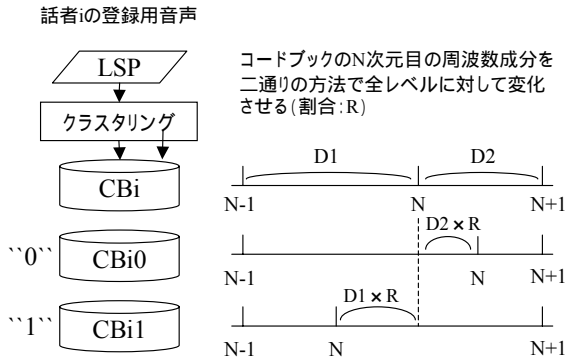 話者iの登録用音声
LSP
クラスタリング
CBi
``0``
CBi0
``1``
CBi1
コードブックのN次元目の周波数成分を
二通りの方法で全レベルに対して変化
させる(割合:R)
D1 D2
N-1 N N+1
D2×R
N-1 N N+1
D1×R
N-1 N N+1